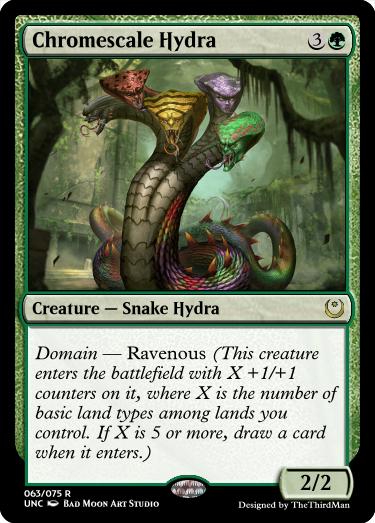 Chromescale Hydra 3
Creature — Snake Hydra
Domain — Ravenous (This creature
enters the battlefield with X +1/+1
counters on it, where X is the number of
basic land types among lands you
control. If X is 5 or more, draw a card
when it enters.)
2/2
063/075 R
UNC Bad Moon Art Studio
Designed by TheThirdMan